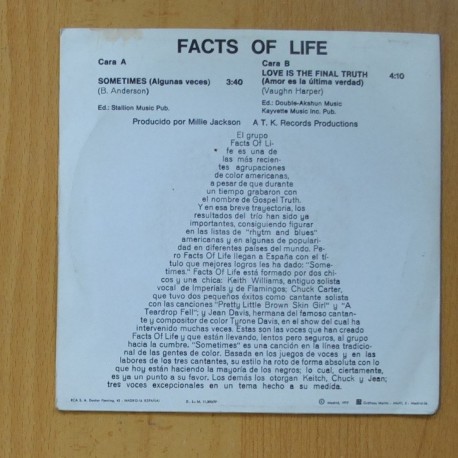 FACTS OF LIFE
Cara A
SOMETIMES (Algunas veces) 3:40
(B. Anderson)
Ed.: Stallion Music Pub.
Cara B
LOVE IS THE FINAL TRUTH 4:10
(Amor es la última verdad)
(Vaughn Harper)
Ed.: Double-Akshun Music
Kayvette Music Inc. Pub.
Producido por Millie Jackson A T. K. Records Productions
El grupo
Facts Of Li-
fe es una de
las más recien-
tes agrupaciones
de color americanas,
a pesar de que durante
un tiempo grabaron con
el nombre de Gospel Truth.
Y en esa breve trayectoria, los
resultados del trío han sido ya
importantes, consiguiendo figurar
en las listas de "rhytm and blues"
americanas y en algunas de populari-
dad en diferentes países del mundo. Pe-
ro Facts Of Life llegan a España con el tí-
tulo que mejores logros les ha dado: "Some-
times." Facts Of Life está formado por dos chi-
cos y una chica: Keith Williams, antiguo solista
vocal de Imperials y de Flamingos; Chuck Carter,
que tuvo dos pequeños éxitos como cantante solista
con las canciones "Pretty Little Brown Skin Girl" y "A
Teardrop Fell"; y Jean Davis, hermana del famoso cantan-
te y compositor de color Tyrone Davis, en el show del cual ha
intervenido muchas veces. Estas son las voces que han creado
Facts Of Life y que están llevando, lentos pero seguros, al grupo
hacia la cumbre. "Sometimes" es una canción en la línea tradicio-
nal de las gentes de color. Basada en los juegos de voces y en las
labores de los tres cantantes, su estilo ha roto de forma absoluta con lo
que hoy están haciendo la mayoría de los negros; lo cual, ciertamente,
es ya un tanto a su favor. Los demás los otorgan Keitch, Chuck y Jean;
tres voces excepcionales en un tema hecho a su medida.